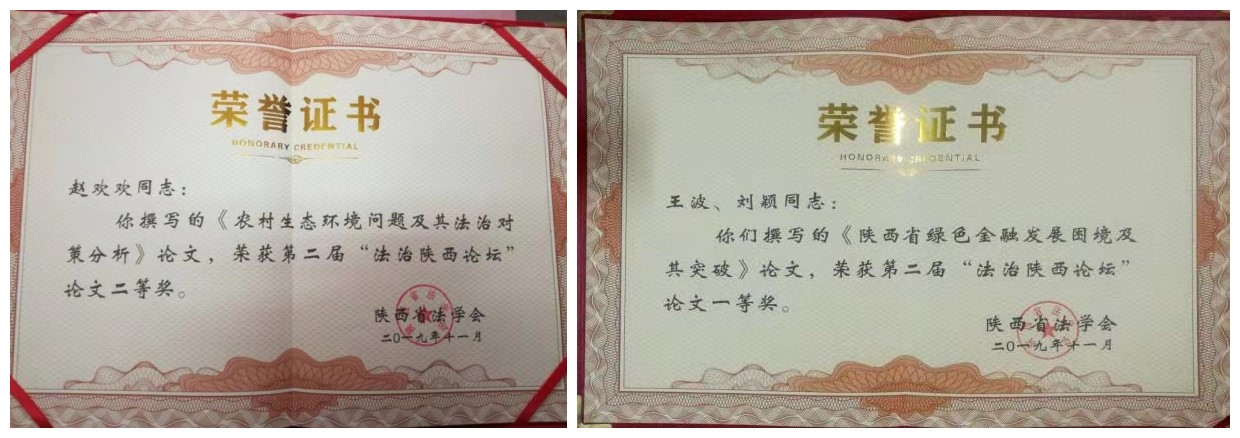 荣誉证书
HONORARY CREDENTIAL
赵欢欢同志：
你撰写的《农村生态环境问题及其法治对
策分析》论文，荣获第二届“法治陕西论坛”
论文二等奖。
陕西省法学会
二〇一九年十一月
荣誉证书
HONORARY CREDENTIAL
王波、刘颖同志：
你们撰写的《陕西省绿色金融发展困境及
其突破》论文，荣获第二届“法治陕西论坛”
论文一等奖。
陕西省法学会
二〇一九年十一月